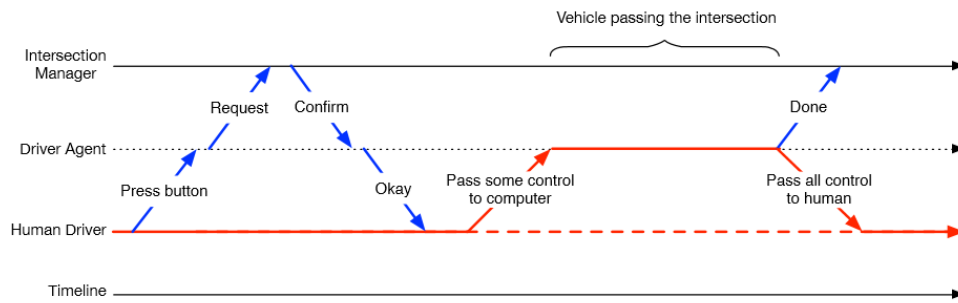 Vehicle passing the intersection
Intersection
Manager
Request
Confirm
Done
Driver Agent
Press button
Okay
Pass some control
to computer
Pass all control
to human
Human Driver
Timeline